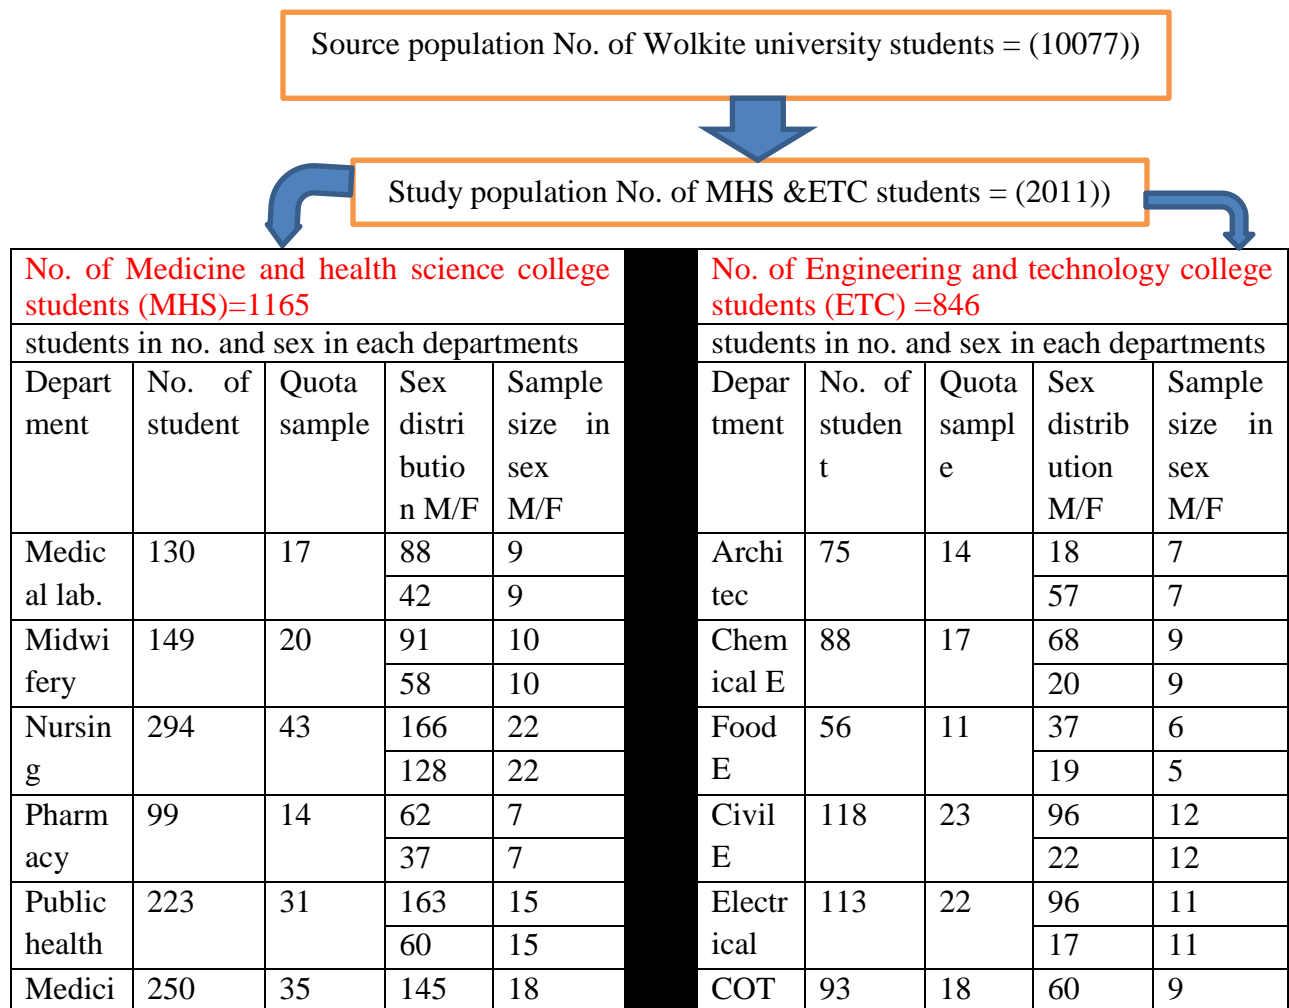 Source population No. of Wolkite university students = (10077))
Study population No. of MHS &ETC students = (2011))
No. of Medicine and health science college
students (MHS)=1165
students in no. and sex in each departments
Depart No. of Quota Sex Sample
ment student sample distri size in
butio sex
n M/F M/F
Medic 130 17 88 9
al lab. 42 9
Midwi 149 20 91 10
fery 58 10
Nursin 294 43 166 22
g 128 22
Pharm 99 14 62 7
acy 37 7
Public 223 31 163 15
health 60 15
Medici 250 35 145 18
No. of Engineering and technology college
students (ETC) =846
students in no. and sex in each departments
Depar No. of Quota Sex Sample
tment studen sampl distrib size in
t e ution sex
M/F M/F
Archi 75 14 18 7
tec 57 7
Chem 88 17 68 9
ical E 20 9
Food 56 11 37 6
E 19 5
Civil 118 23 96 12
E 22 12
Electr 113 22 96 11
ical 17 11
COT 93 18 60 9